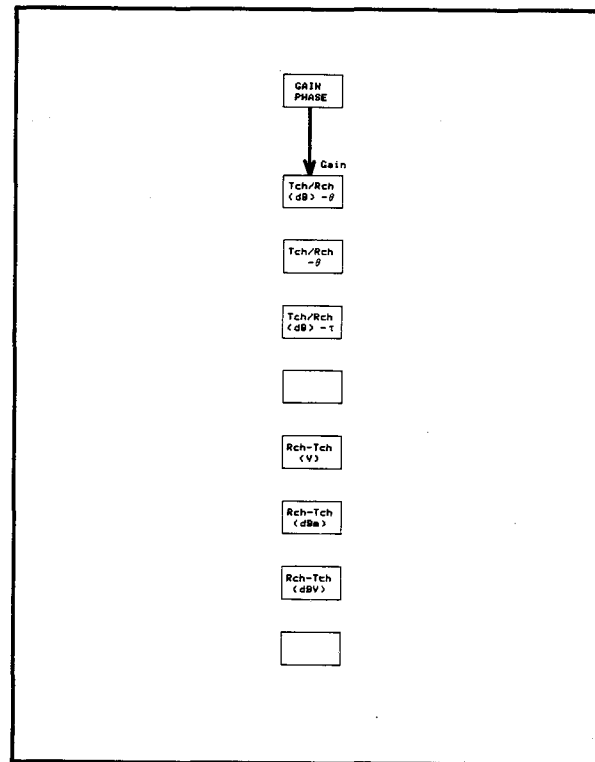 GAIN
PHASE
Gain
Tch/Rch
(dB) -θ
Tch/Rch
-θ
Tch/Rch
(dB) -τ
Rch-Tch
(V)
Rch-Tch
(dBm)
Rch-Tch
(dBV)